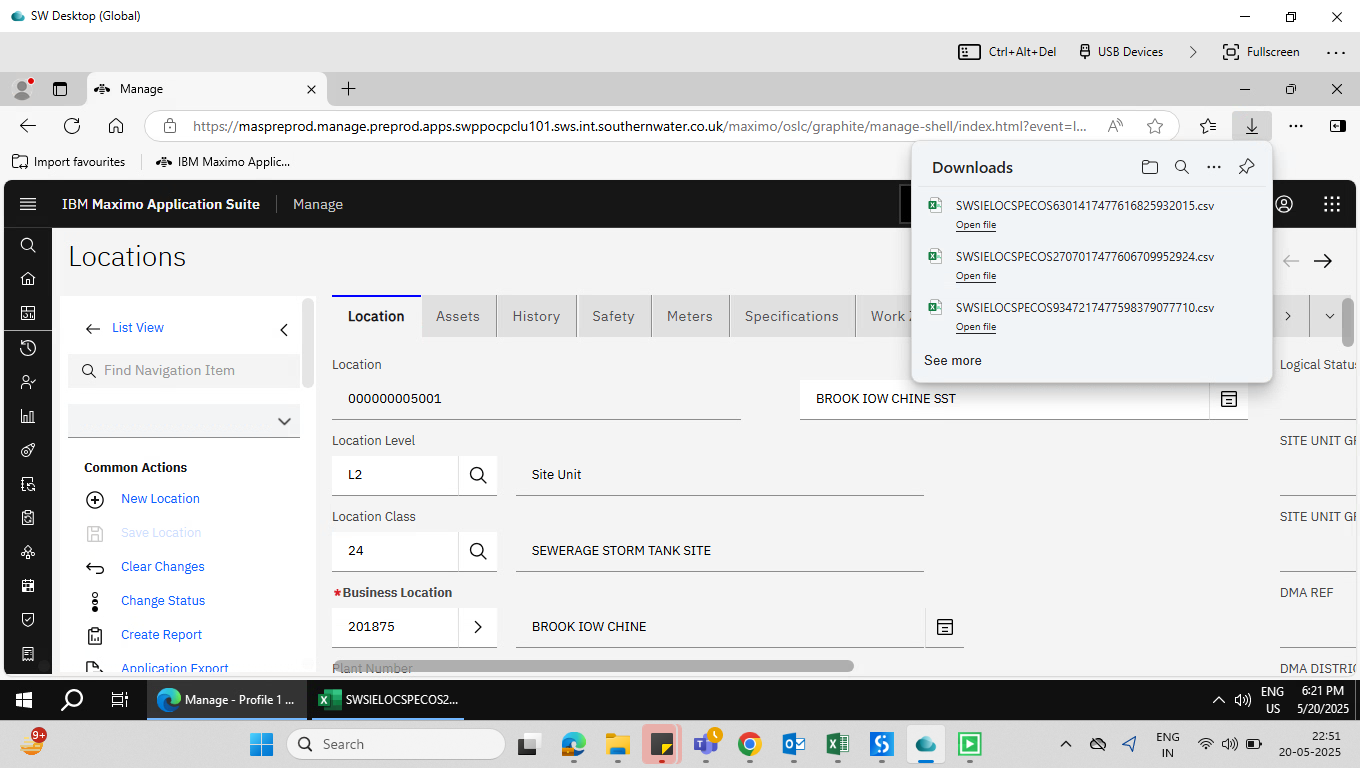 SW Desktop (Global)
Ctrl+Alt+Del
USB Devices
Fullscreen
Manage
https://maspreprod.manage.preprod.apps.swppocpclu101.sws.int.southernwater.co.uk/maximo/oslc/graphite/manage-shell/index.html?event=l...
Import favourites
IBM Maximo Applic...
Downloads
SWSIELOCSPECOS6301417477616825932015.csv
Open file
SWSIELOCSPECOS2707017477606709952924.csv
Open file
SWSIELOCSPECOS9347217477598379077710.csv
Open file
See more
IBM Maximo Application Suite
Manage
Locations
List View
Find Navigation Item
Common Actions
New Location
Save Location
Clear Changes
Change Status
Create Report
Application Export
Location
Assets
History
Safety
Meters
Specifications
Work
Location
000000005001
BROOK IOW CHINE SST
Logical Status
Location Level
L2
Site Unit
SITE UNIT GR
Location Class
24
SEWERAGE STORM TANK SITE
SITE UNIT GR
*Business Location
201875
BROOK IOW CHINE
DMA REF
Plant Number
DMA DISTRIC
Manage - Profile 1 ...
SWSIELOCSPECOS2...
ENG
US
6:21 PM
5/20/2025
9+
Search
ENG
IN
22:51
20-05-2025